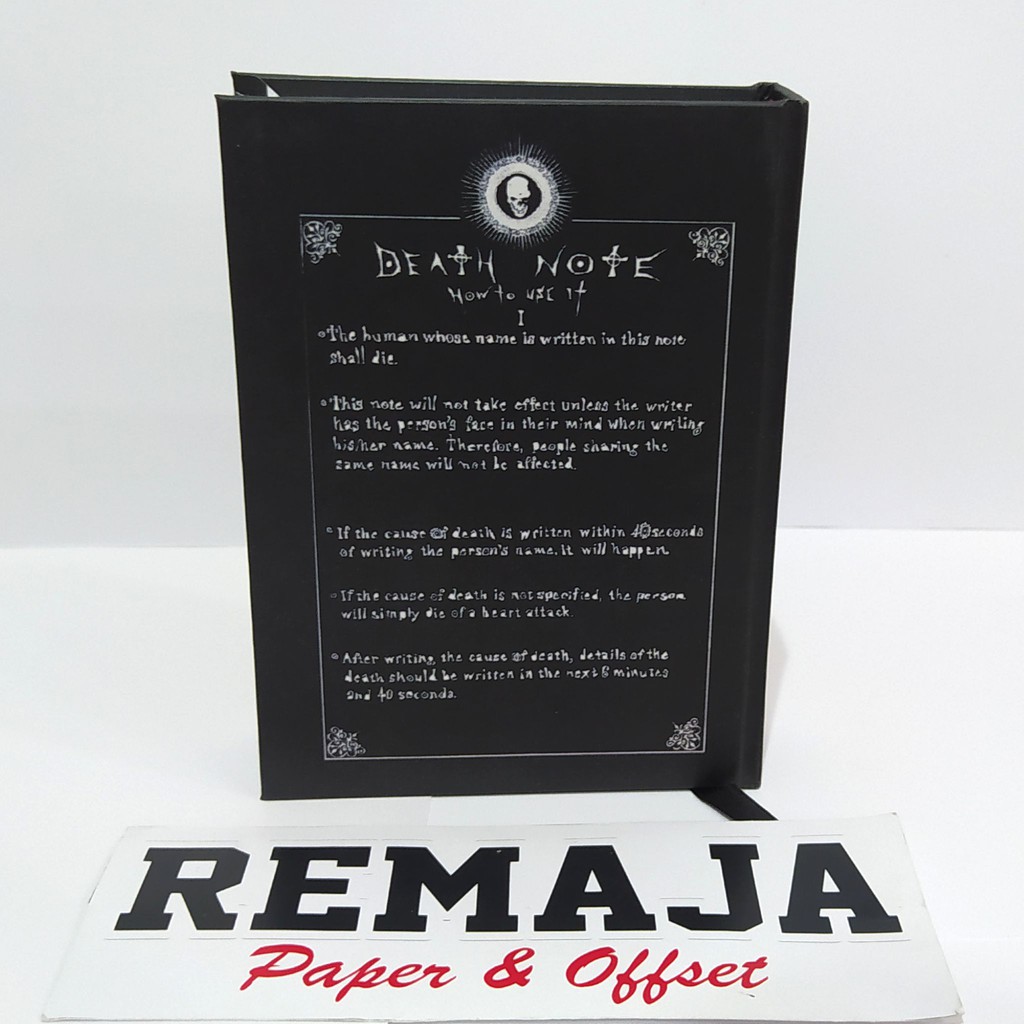 DEATH NOTE
HOW TO USE IT
I
The human whose name is written in this note
shall die.
This note will not take effect unless the writer
has the person's face in their mind when writing
his/her name. Therefore, people sharing the
same name will not be affected.
If the cause of death is written within 40 seconds
of writing the person's name. It will happen.
If the cause of death is not specified, the person
will simply die of a heart attack.
After writing the cause of death, details of the
death should be written in the next 6 minutes
and 40 seconds.
REMAJA
Paper & Offset